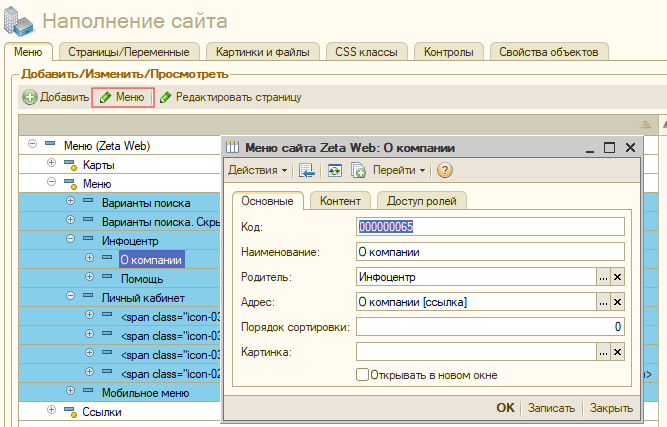 Наполнение сайта
Меню Страницы/Переменные Картинки и файлы CSS классы Контролы Свойства объектов
Добавить/Изменить/Просмотреть
Добавить Меню Редактировать страницу
Меню (Zeta Web)
Карты
Меню
Варианты поиска
Варианты поиска. Скры
Инфоцентр
О компании
Помощь
Личный кабинет
<span class="icon-03
<span class="icon-03
<span class="icon-03
<span class="icon-02
Мобильное меню
Ссылки
Меню сайта Zeta Web: О компании
Действия Перейти
Основные Контент Доступ ролей
Код: 000000065
Наименование: О компании
Родитель: Инфоцентр ... x
Адрес: О компании [ссылка] ... x
Порядок сортировки: 0
Картинка: ... x
Открывать в новом окне
OK Записать Закрыть